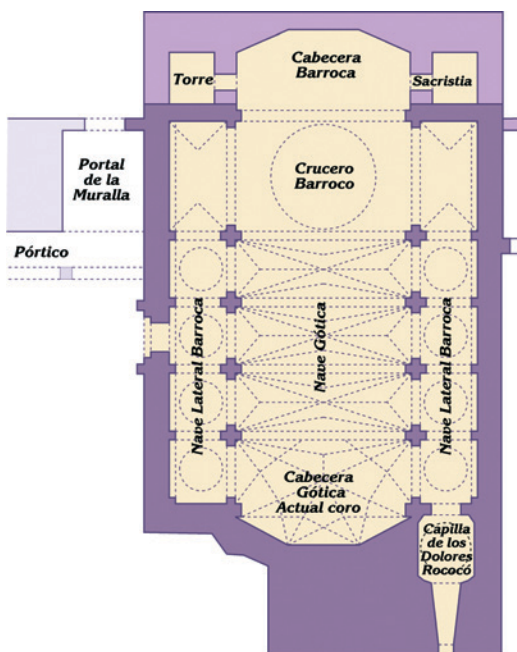 Cabecera
Barroca
Torre
Sacristia
Portal
de la
Muralla
Crucero
Barroco
Pórtico
Nave Lateral Barroca
Nave Gótica
Nave Lateral Barroca
Cabecera
Gótica
Actual coro
Capilla
de los
Dolores
Rococó